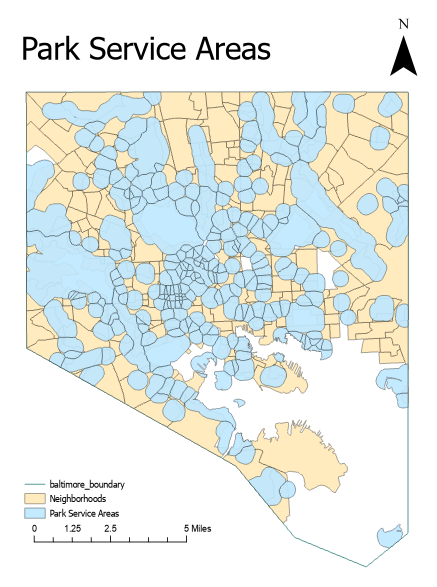 N
Park Service Areas
baltimore_boundary
Neighborhoods
Park Service Areas
0 1.25 2.5 5 Miles